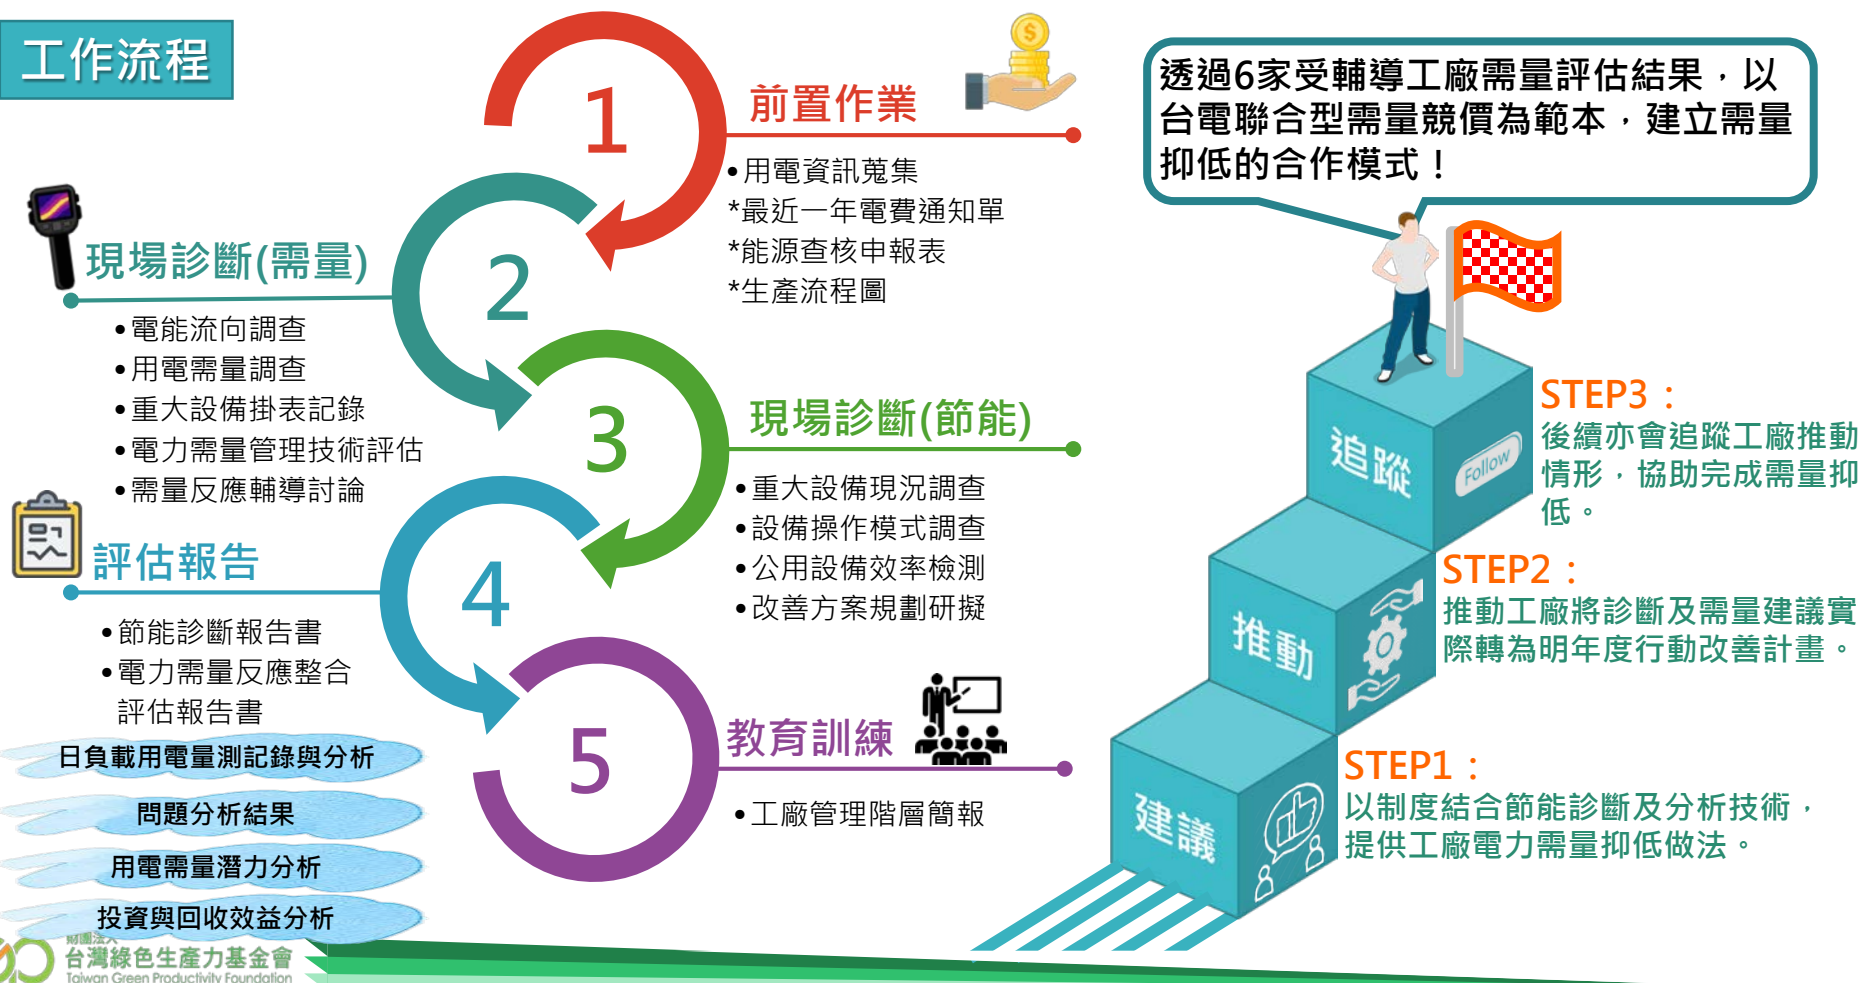 工作流程
1
前置作業
•用電資訊蒐集
*最近一年電費通知單
*能源查核申報表
*生產流程圖
2
現場診斷(需量)
•電能流向調查
•用電需量調查
•重大設備掛表記錄
•電力需量管理技術評估
•需量反應輔導討論
3
現場診斷(節能)
•重大設備現況調查
•設備操作模式調查
•公用設備效率檢測
•改善方案規劃研擬
4
評估報告
•節能診斷報告書
•電力需量反應整合
評估報告書
日負載用電量測記錄與分析
問題分析結果
用電需量潛力分析
投資與回收效益分析
5
教育訓練
•工廠管理階層簡報
透過6家受輔導工廠需量評估結果，以
台電聯合型需量競價為範本，建立需量
抑低的合作模式！
STEP3：
後續亦會追蹤工廠推動
情形，協助完成需量抑
低。
追蹤
Follow
STEP2：
推動工廠將診斷及需量建議實
際轉為明年度行動改善計畫。
推動
STEP1：
以制度結合節能診斷及分析技術，
提供工廠電力需量抑低做法。
建議
財團法人
台灣綠色生產力基金會
Taiwan Green Productivity Foundation